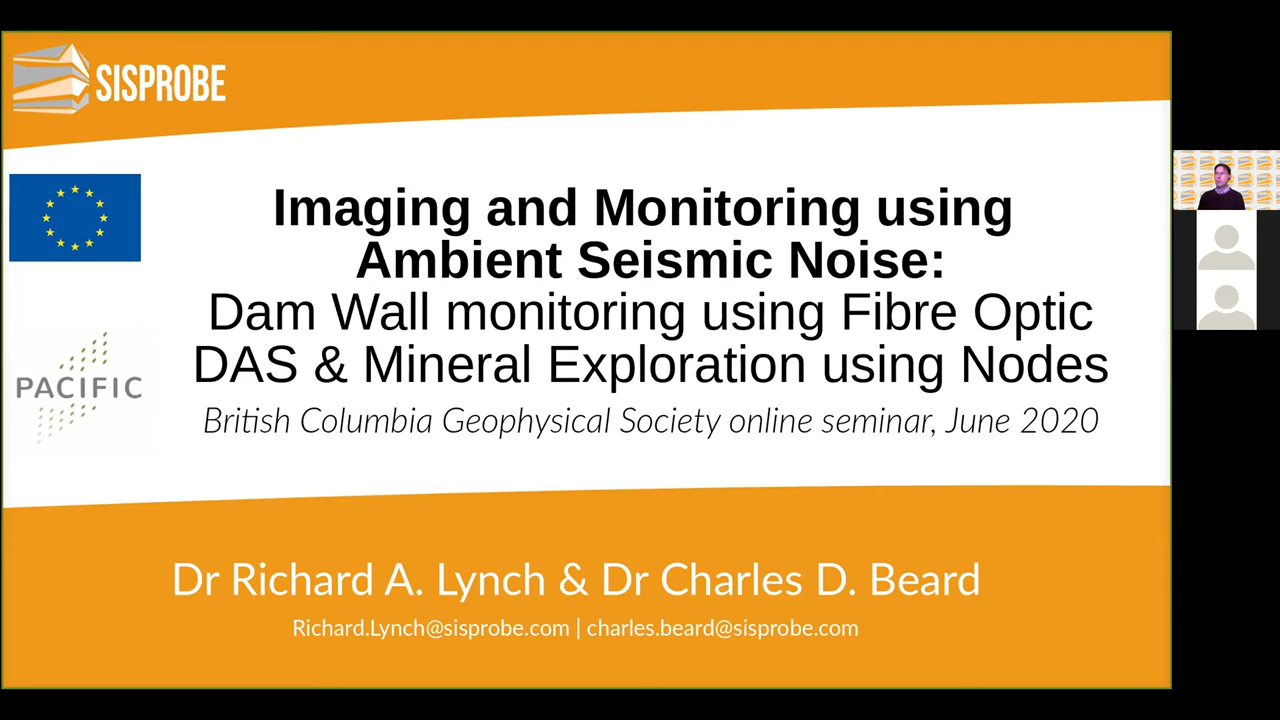 SISPROBE
Imaging and Monitoring using
Ambient Seismic Noise:
Dam Wall monitoring using Fibre Optic
DAS & Mineral Exploration using Nodes
British Columbia Geophysical Society online seminar, June 2020
PACIFIC
Dr Richard A. Lynch & Dr Charles D. Beard
Richard.Lynch@sisprobe.com | charles.beard@sisprobe.com